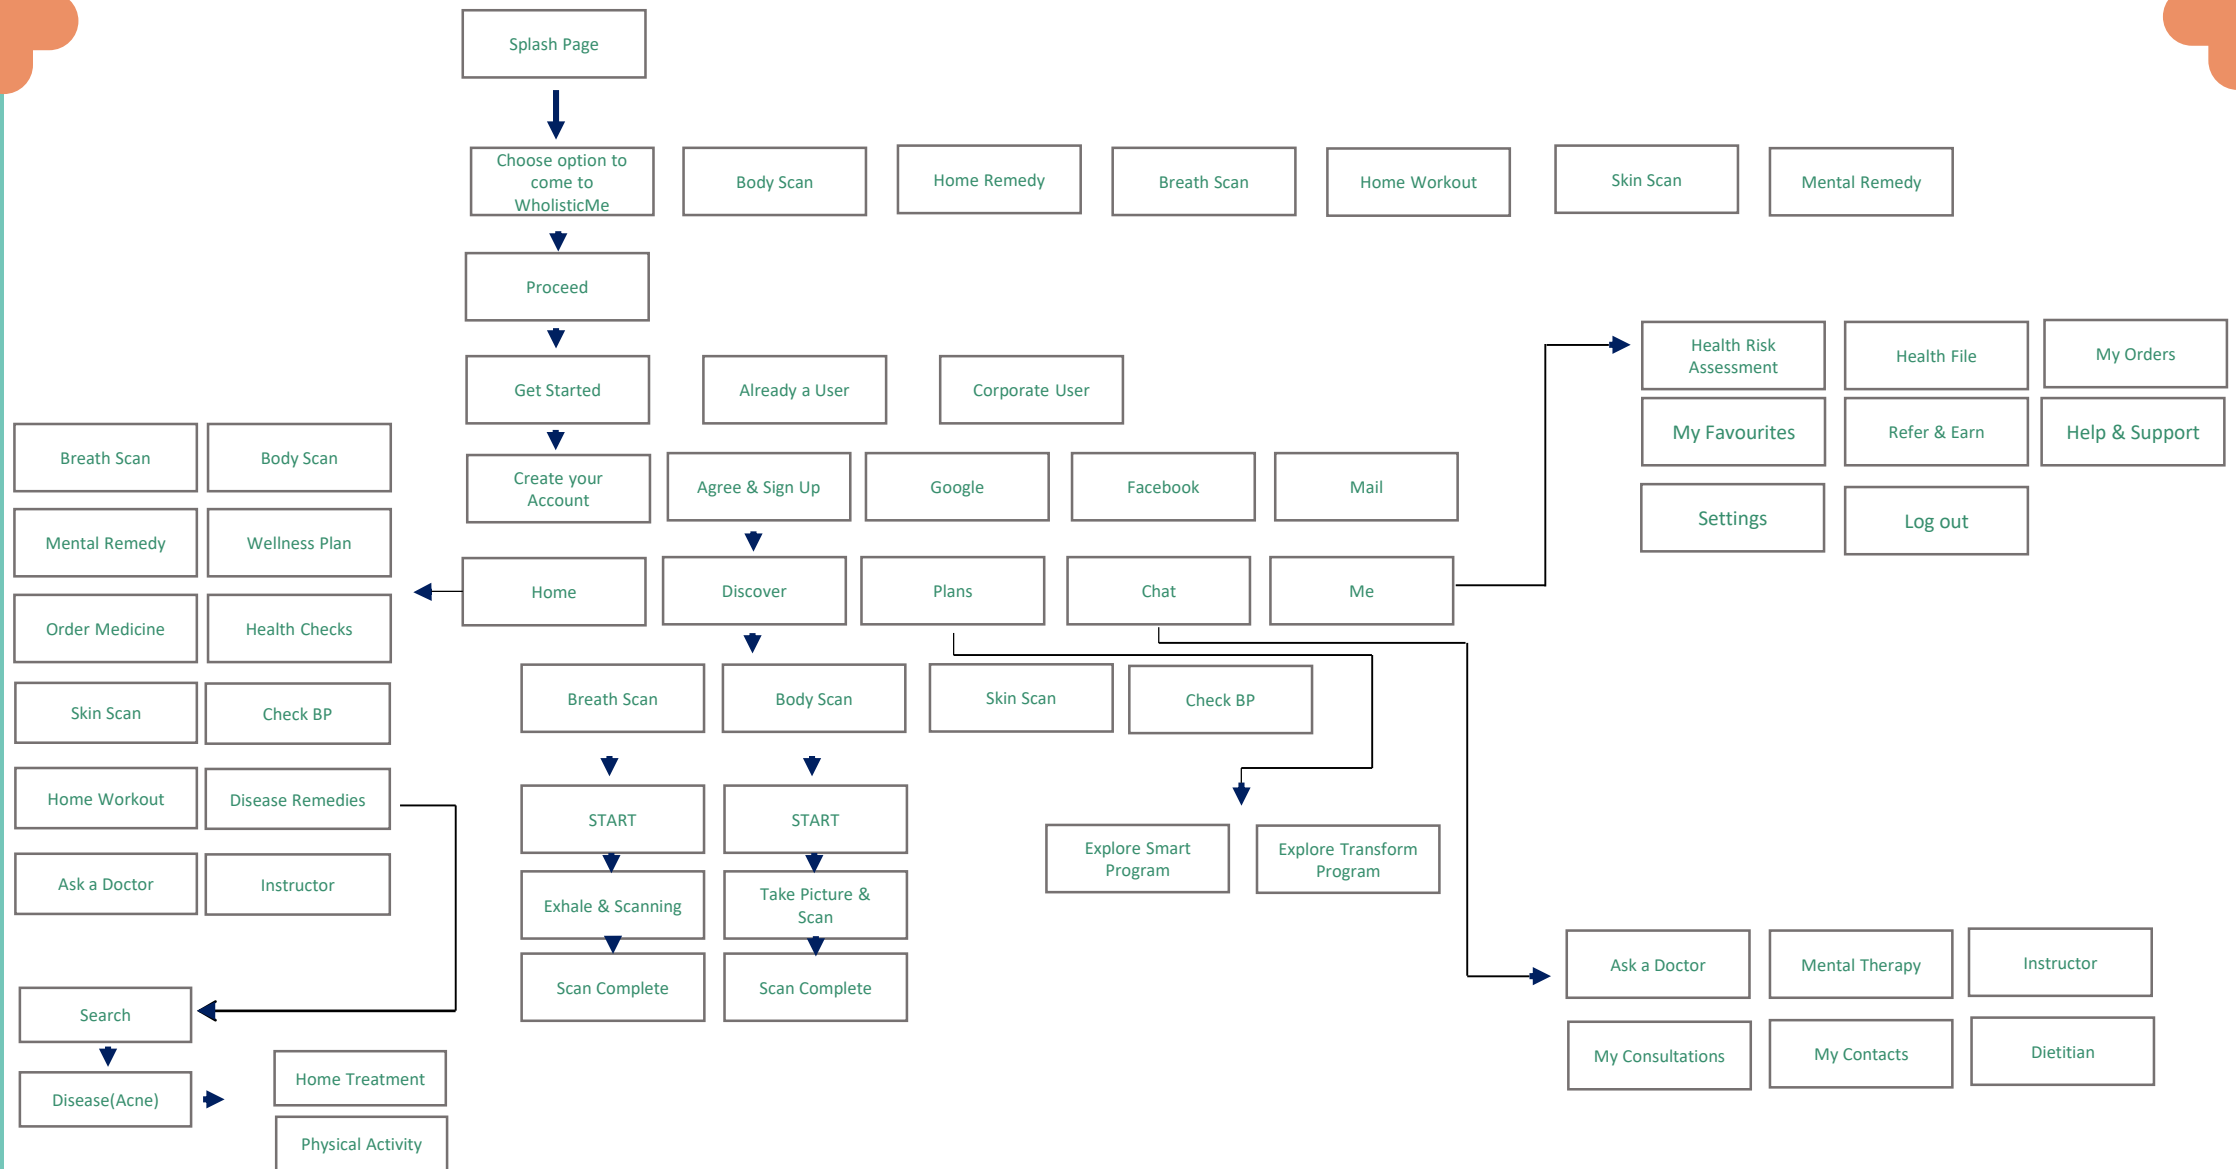 Splash Page
Choose option to
come to
WholisticMe
Body Scan
Home Remedy
Breath Scan
Home Workout
Skin Scan
Mental Remedy
Proceed
Get Started
Already a User
Corporate User
Health Risk
Assessment
Health File
My Orders
My Favourites
Refer & Earn
Help & Support
Settings
Log out
Create your
Account
Agree & Sign Up
Google
Facebook
Mail
Home
Discover
Plans
Chat
Me
Breath Scan
Body Scan
Mental Remedy
Wellness Plan
Order Medicine
Health Checks
Skin Scan
Check BP
Home Workout
Disease Remedies
Ask a Doctor
Instructor
Breath Scan
Body Scan
Skin Scan
Check BP
START
START
Exhale & Scanning
Take Picture &
Scan
Scan Complete
Scan Complete
Explore Smart
Program
Explore Transform
Program
Ask a Doctor
Mental Therapy
Instructor
My Consultations
My Contacts
Dietitian
Search
Disease(Acne)
Home Treatment
Physical Activity